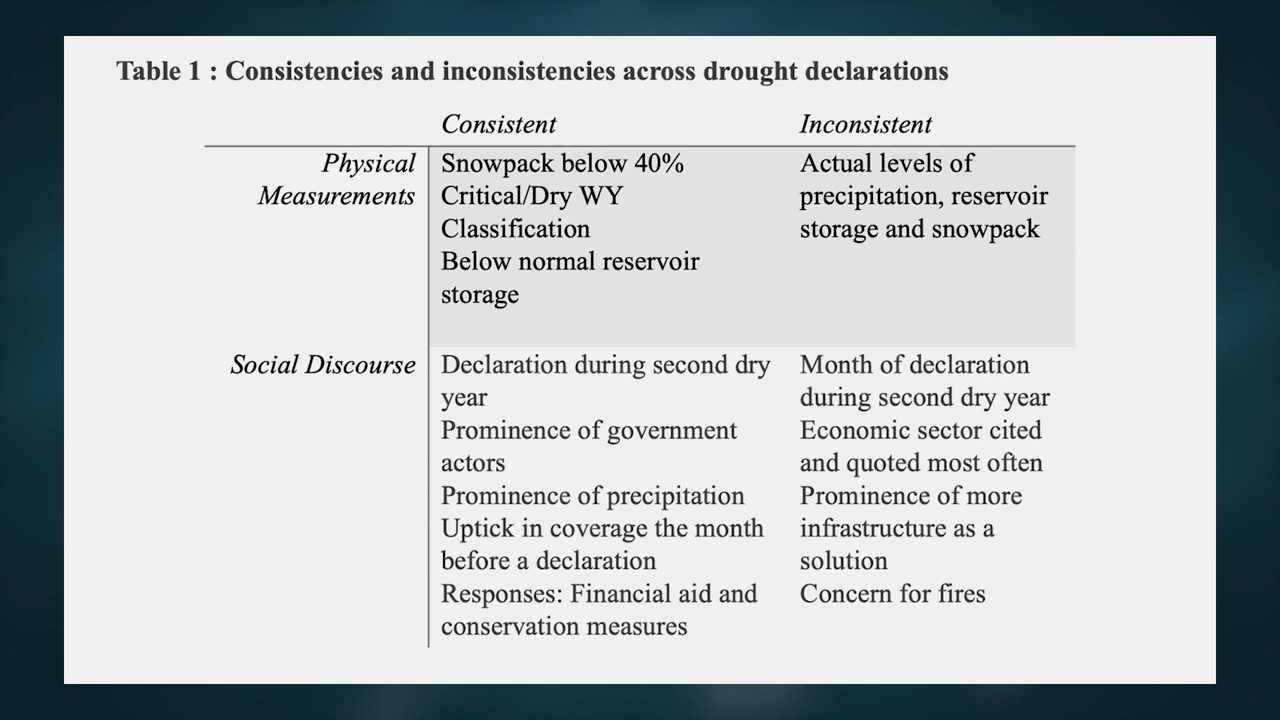 Table 1 : Consistencies and inconsistencies across drought declarations
Consistent
Inconsistent
Physical
Measurements
Snowpack below 40%
Critical/Dry WY
Classification
Below normal reservoir
storage
Actual levels of
precipitation, reservoir
storage and snowpack
Social Discourse
Declaration during second dry
year
Prominence of government
actors
Prominence of precipitation
Uptick in coverage the month
before a declaration
Responses: Financial aid and
conservation measures
Month of declaration
during second dry year
Economic sector cited
and quoted most often
Prominence of more
infrastructure as a
solution
Concern for fires